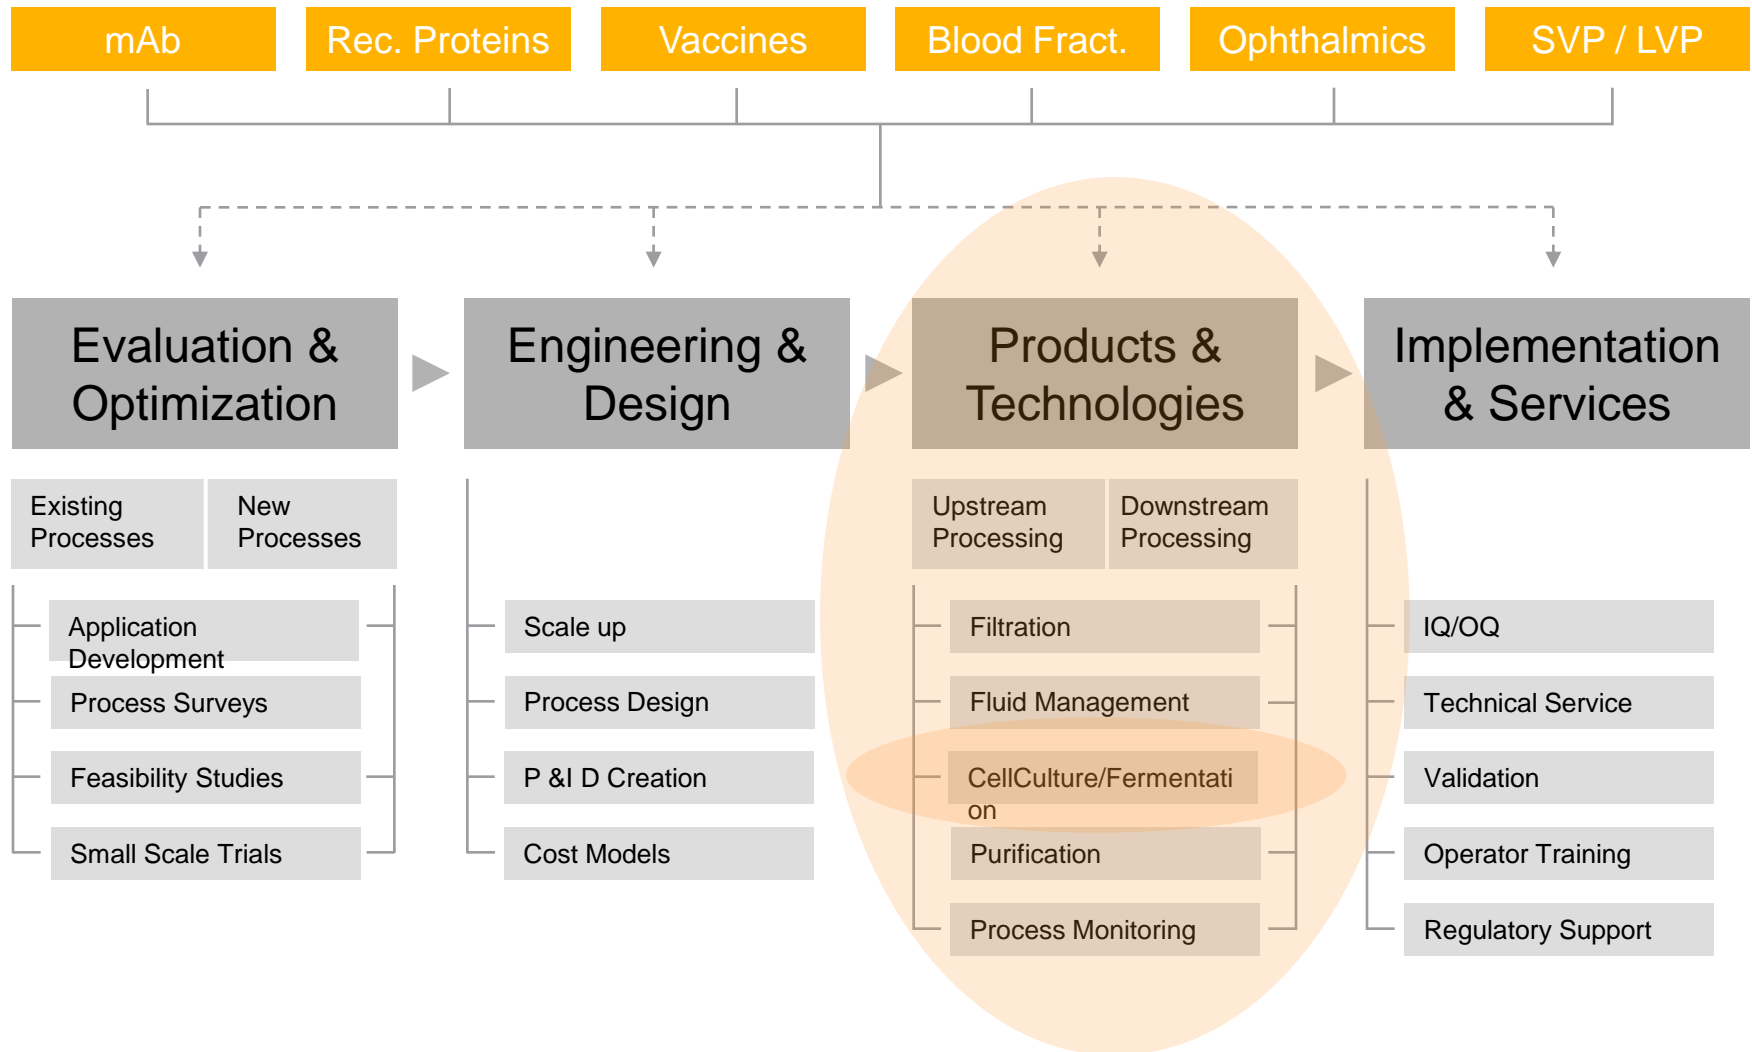 mAb
Rec. Proteins
Vaccines
Blood Fract.
Ophthalmics
SVP / LVP
Evaluation &
Optimization
Engineering &
Design
Products &
Technologies
Implementation
& Services
Existing
Processes
New
Processes
Application
Development
Process Surveys
Feasibility Studies
Small Scale Trials
Scale up
Process Design
P &I D Creation
Cost Models
Upstream
Processing
Downstream
Processing
Filtration
Fluid Management
CellCulture/Fermentati
on
Purification
Process Monitoring
IQ/OQ
Technical Service
Validation
Operator Training
Regulatory Support